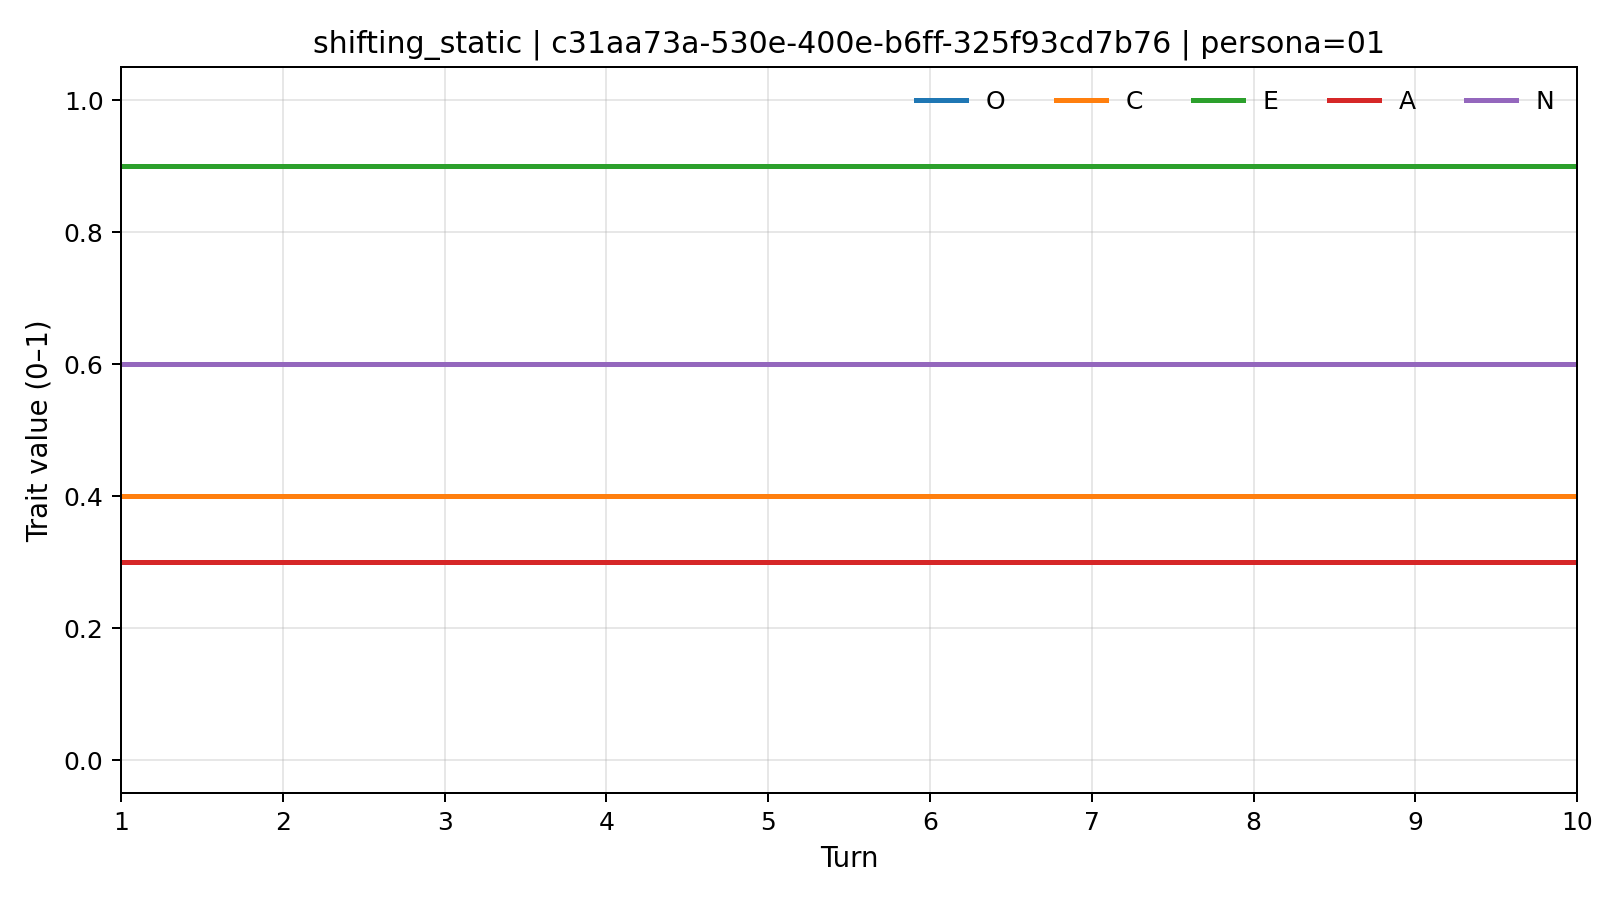 shifting_static | c31aa73a-530e-400e-b6ff-325f93cd7b76 | persona=01
O C E A N
Trait value (0–1)
1.0
0.8
0.6
0.4
0.2
0.0
1 2 3 4 5 6 7 8 9 10
Turn